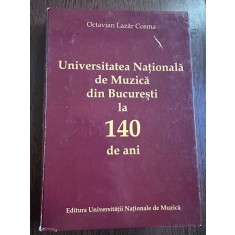 Octavian Lazăr Cosma
Universitatea Națională
de Muzică
din București
la
140
de ani
Editura Universității Naționale de Muzică